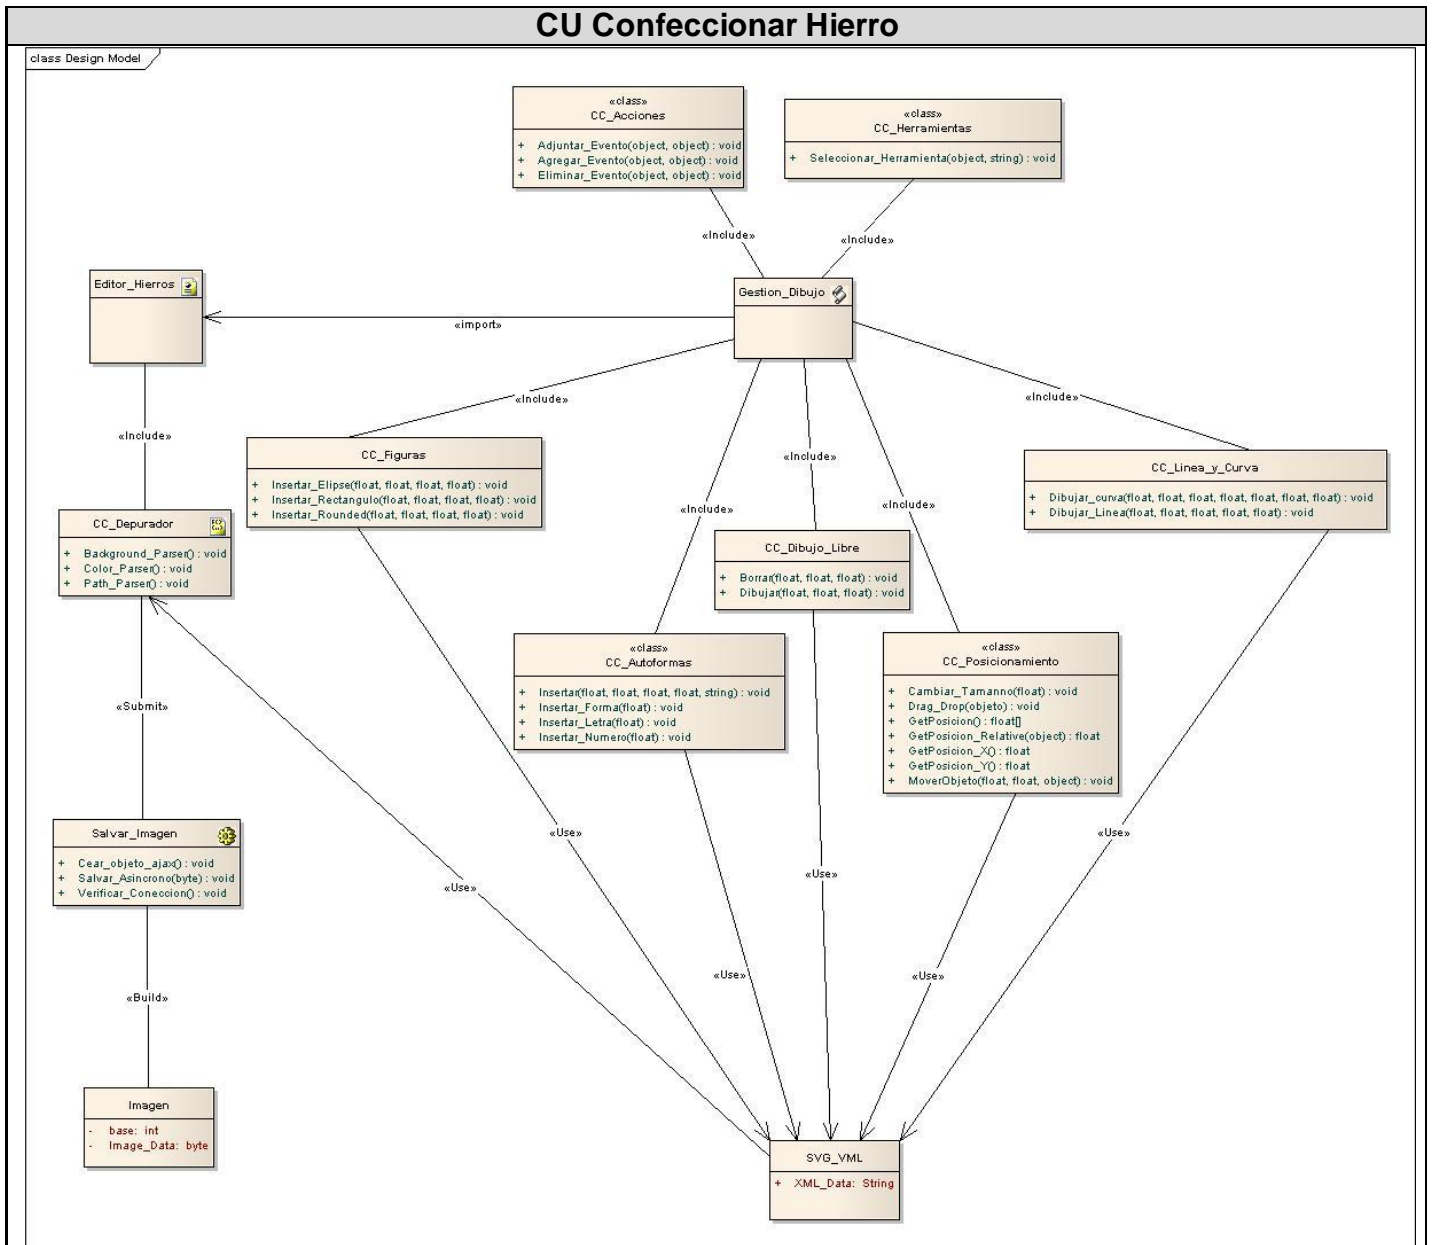 CU Confeccionar Hierro
class Design Model
«class»
CC_Acciones
+ Adjuntar_Evento(object, object) : void
+ Agregar_Evento(object, object) : void
+ Eliminar_Evento(object, object) : void
«class»
CC_Herramientas
+ Seleccionar_Herramienta(object, string) : void
«Include»
«Include»
Editor_Hierros
Gestion_Dibujo
«import»
«Include»
«Include»
«Include»
CC_Figuras
+ Insertar_Elipse(float, float, float, float) : void
+ Insertar_Rectangulo(float, float, float, float) : void
+ Insertar_Rounded(float, float, float, float) : void
«Include»
CC_Linea_y_Curva
+ Dibujar_curva(float, float, float, float, float, float, float) : void
+ Dibujar_Linea(float, float, float, float, float) : void
«Include»
«Include»
CC_Depurador
+ Background_Parser() : void
+ Color_Parser() : void
+ Path_Parser() : void
CC_Dibujo_Libre
+ Borrar(float, float, float) : void
+ Dibujar(float, float, float) : void
«class»
CC_Autoformas
+ Insertar(float, float, float, float, string) : void
+ Insertar_Forma(float) : void
+ Insertar_Letra(float) : void
+ Insertar_Numero(float) : void
«class»
CC_Posicionamiento
+ Cambiar_Tamanno(float) : void
+ Drag_Drop(objeto) : void
+ GetPosicion() : float[]
+ GetPosicion_Relative(object) : float
+ GetPosicion_X() : float
+ GetPosicion_Y() : float
+ MoverObjeto(float, float, object) : void
«Submit»
Salvar_Imagen
+ Cear_objeto_ajax() : void
+ Salvar_Asincrono(byte) : void
+ Verificar_Coneccion() : void
«Use»
«Use»
«Use»
«Use»
«Use»
«Use»
«Build»
Imagen
- base: int
- Image_Data: byte
SVG_VML
+ XML_Data: String